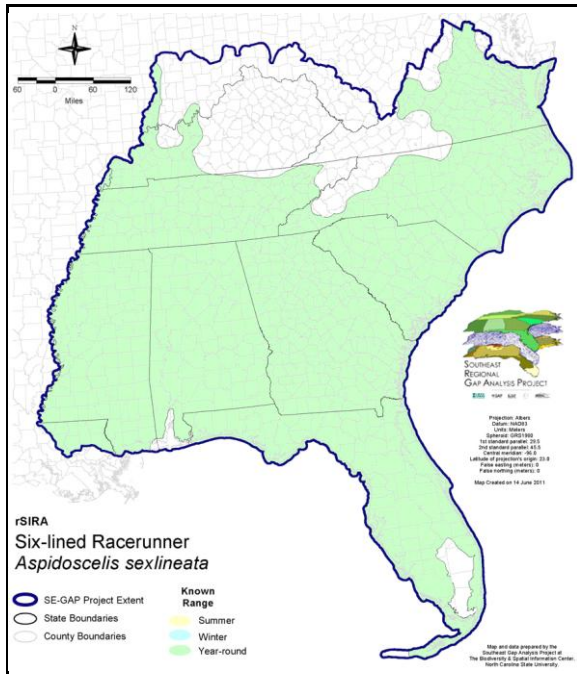 N
60 0 60 120
Miles
SOUTHEAST
REGIONAL
GAP ANALYSIS PROJECT
Projection: Albers
Datum: NAD83
Units: Meters
Spheroid: GRS1980
1st standard parallel: 29.5
2nd standard parallel: 45.5
Central meridian: -96.0
Latitude of projection's origin: 23.0
False easting (meters): 0
False northing (meters): 0
Map Created on 14 June 2011
rSIRA
Six-lined Racerunner
Aspidoscelis sexlineata
SE-GAP Project Extent
State Boundaries
County Boundaries
Known
Range
Summer
Winter
Year-round
Map and data prepared by the
Southeast Gap Analysis Project at
The Biodiversity & Spatial Information Center,
North Carolina State University.